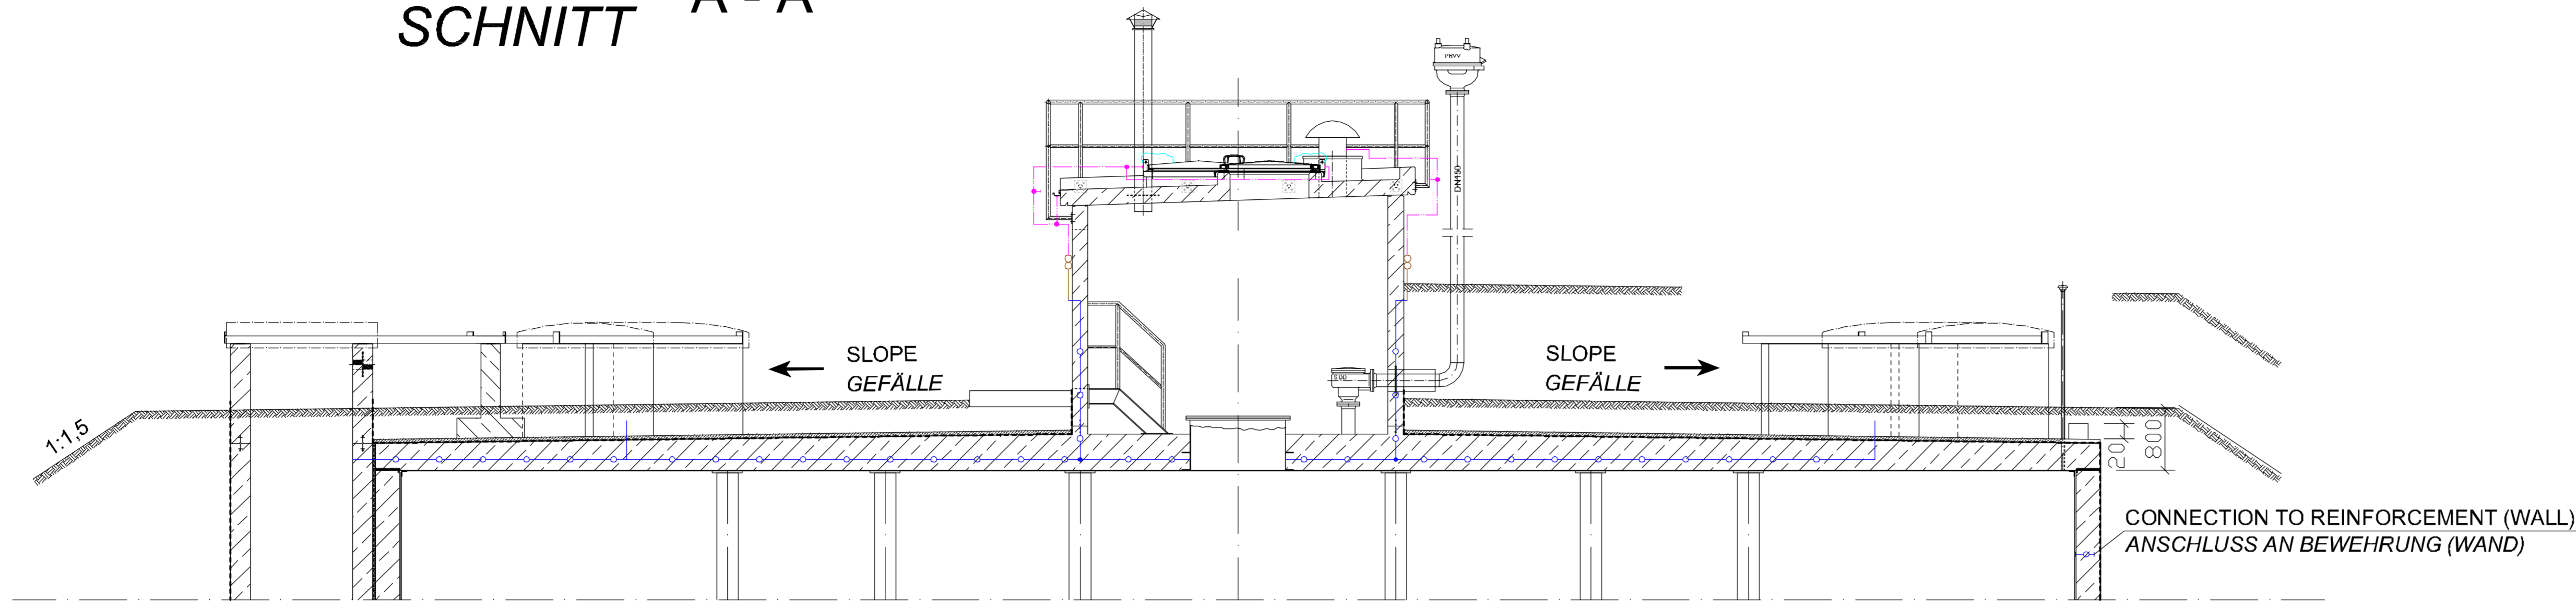 A - A
SCHNITT
PRVV
DN150
SLOPE
GEFÄLLE
SLOPE
GEFÄLLE
1:1,5
20
800
CONNECTION TO REINFORCEMENT (WALL)
ANSCHLUSS AN BEWEHRUNG (WAND)